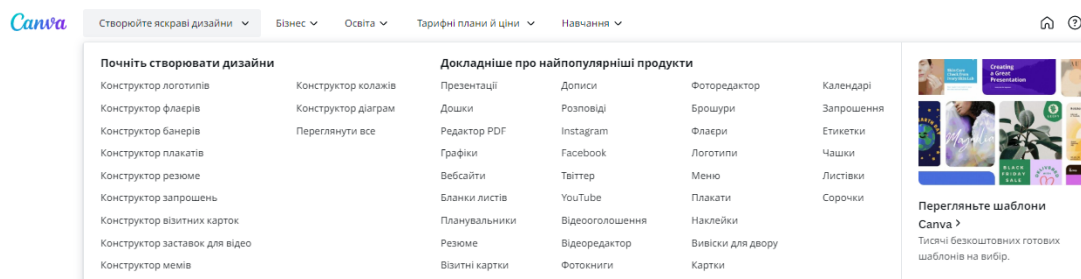 Canva
Створюйте яскраві дизайни
Бізнес
Освіта
Тарифні плани й ціни
Навчання
Почніть створювати дизайни
Конструктор логотипів
Конструктор флаєрів
Конструктор банерів
Конструктор плакатів
Конструктор резюме
Конструктор запрошень
Конструктор візитних карток
Конструктор заставок для відео
Конструктор мемів
Конструктор колажів
Конструктор діаграм
Переглянути все
Докладніше про найпопулярніші продукти
Презентації
Дошки
Редактор PDF
Графіки
Вебсайти
Бланки листів
Планувальники
Резюме
Візитні картки
Дописи
Розповіді
Instagram
Facebook
Твіттер
YouTube
Відеооголошення
Відеоредактор
Фотокниги
Фоторедактор
Брошури
Флаєри
Логотипи
Меню
Плакати
Наклейки
Вивіски для двору
Картки
Календарі
Запрошення
Етикетки
Чашки
Листівки
Сорочки
Creating
a Great
Presentation
Magnolia
BLACK
FRIDAY
SALE
Перегляньте шаблони
Canva >
Тисячі безкоштовних готових
шаблонів на вибір.